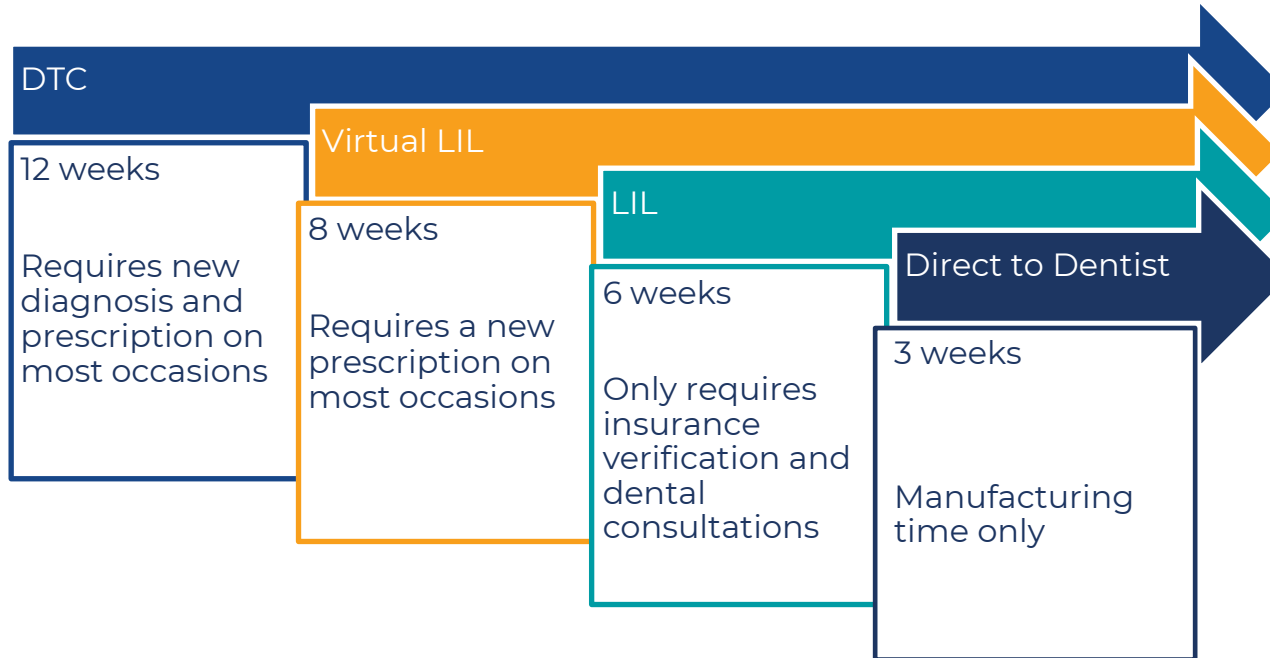 DTC
12 weeks
Requires new
diagnosis and
prescription on
most occasions
Virtual LIL
8 weeks
Requires a new
prescription on
most occasions
LIL
6 weeks
Only requires
insurance
verification and
dental
consultations
Direct to Dentist
3 weeks
Manufacturing
time only